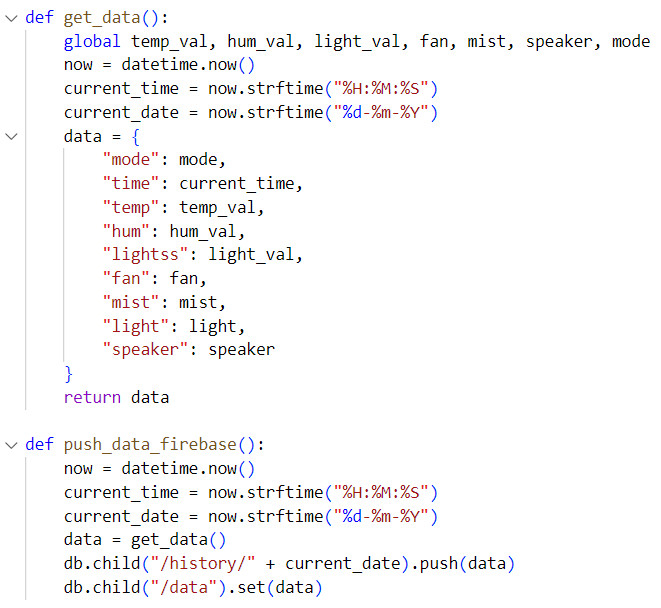 def get_data():
    global temp_val, hum_val, light_val, fan, mist, speaker, mode
    now = datetime.now()
    current_time = now.strftime("%H:%M:%S")
    current_date = now.strftime("%d-%m-%Y")
    data = {
        "mode": mode,
        "time": current_time,
        "temp": temp_val,
        "hum": hum_val,
        "lightss": light_val,
        "fan": fan,
        "mist": mist,
        "light": light,
        "speaker": speaker
    }
    return data

def push_data_firebase():
    now = datetime.now()
    current_time = now.strftime("%H:%M:%S")
    current_date = now.strftime("%d-%m-%Y")
    data = get_data()
    db.child("/history/" + current_date).push(data)
    db.child("/data").set(data)